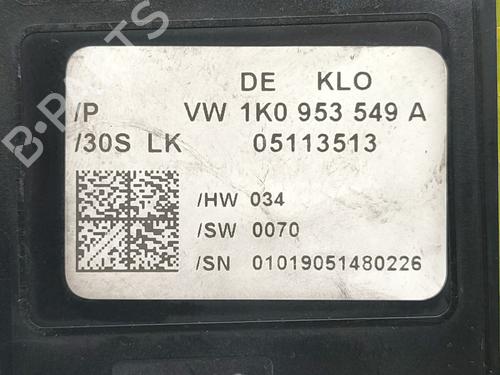 DE KLO
/P VW 1K0 953 549 A
/30S LK 05113513
/HW 034
/SW 0070
/SN 01019051480226
B-PARTS